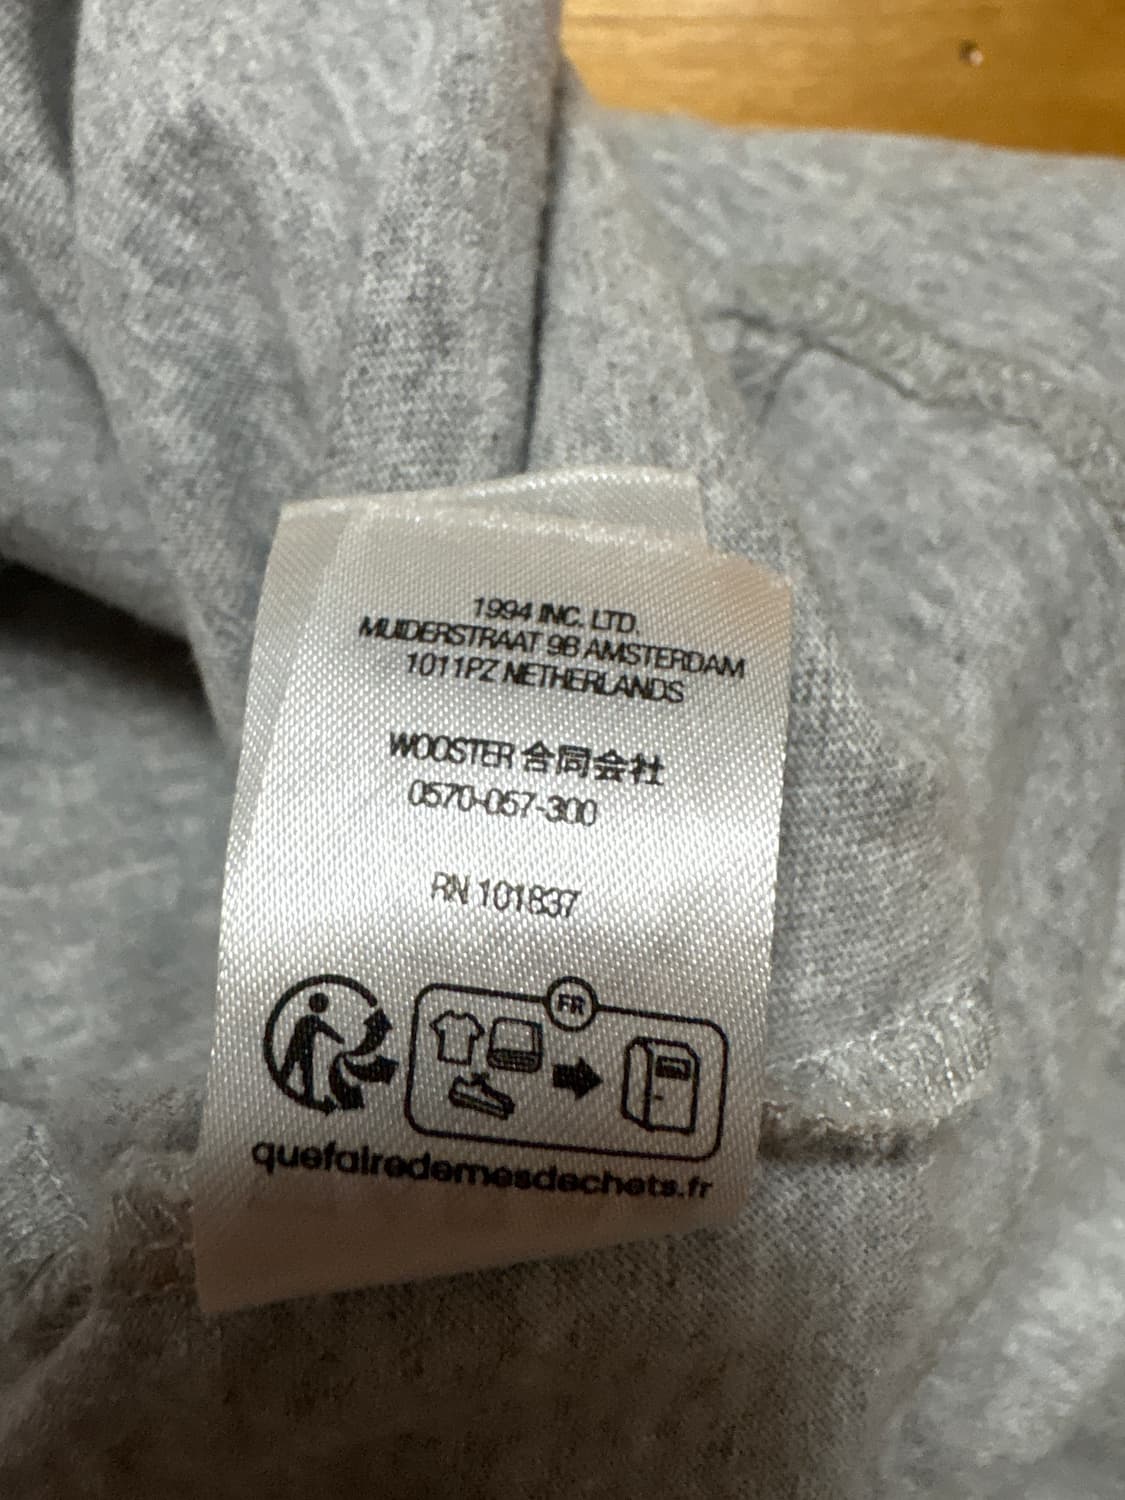 1994 INC. LTD.
MUIDERSTRAAT 9B AMSTERDAM
1011PZ NETHERLANDS
WOOSTER 合同会社
0570-057-300
RN 101837
FR
quefairedemesdechets.fr